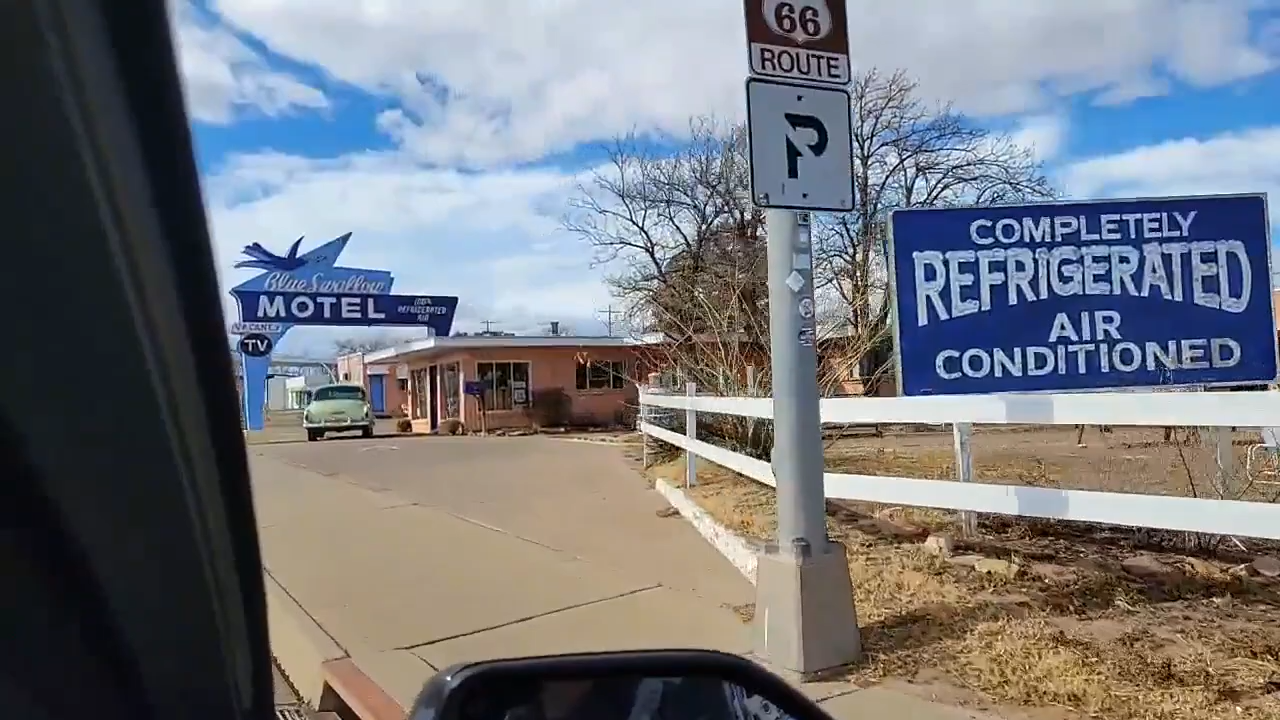 66
ROUTE
P
Blue Swallow
MOTEL
100%
REFRIGERATED
AIR
VACANCY
TV
COMPLETELY
REFRIGERATED
AIR
CONDITIONED